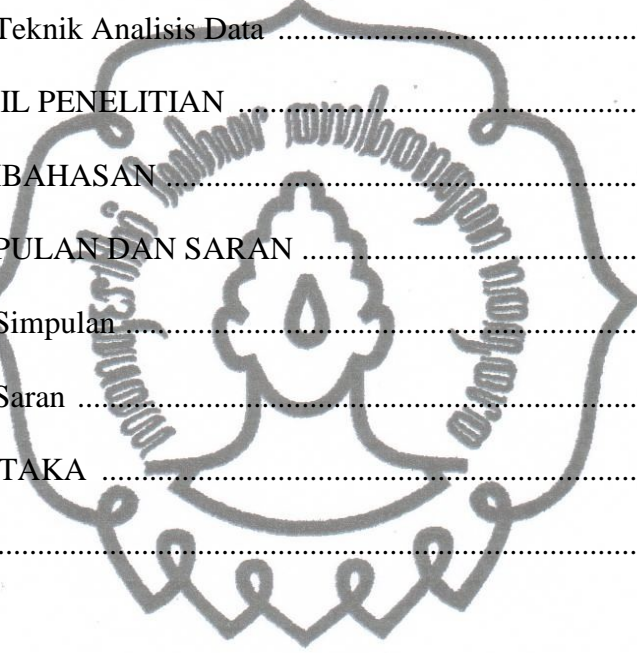 Teknik Analisis Data ................................................
IL PENELITIAN .....................................................
BAHASAN ..............................................................
PULAN DAN SARAN .............................................
Simpulan ..................................................................
Saran ........................................................................
TAKA .....................................................................
..................................................................................